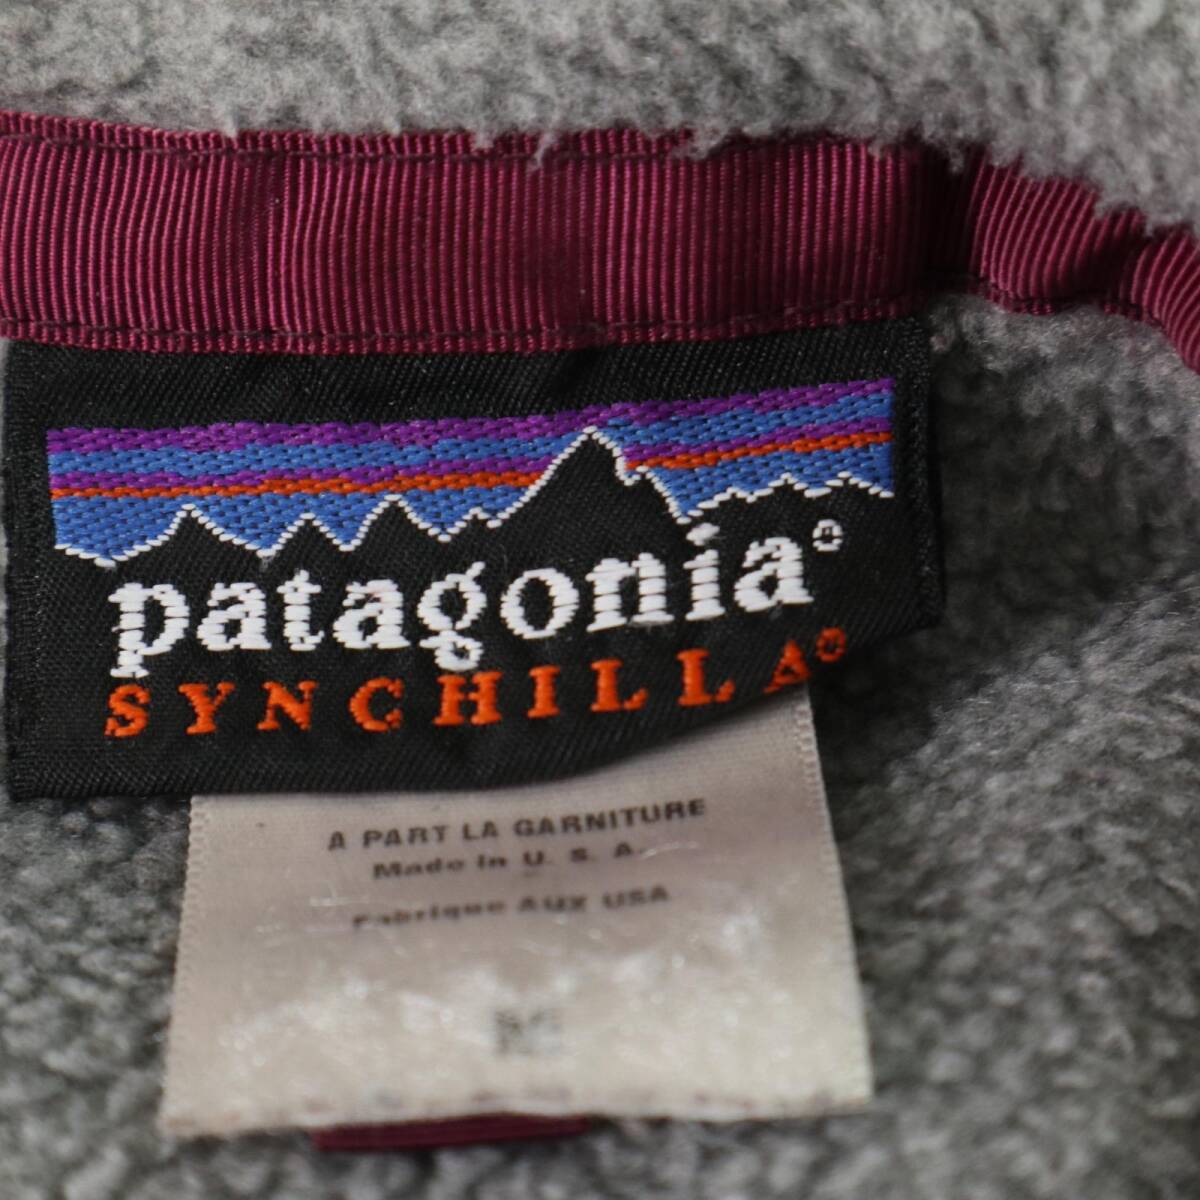 patagonia®
SYNCHILLA®
A PART LA GARNITURE
Made in U. S. A.
Fabrique AUX USA